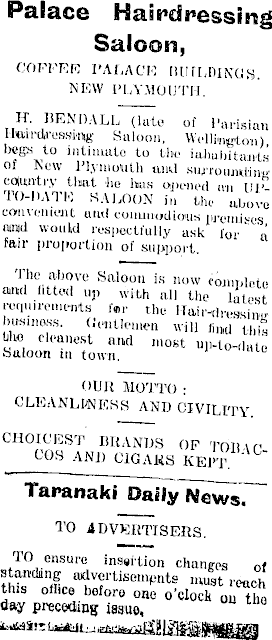 Palace Hairdressing
Saloon,
COFFEE PALACE BUILDINGS.
NEW PLYMOUTH.
H. BENDALL (late of Parisian
Hairdressing Saloon, Wellington),
begs to intimate to the inhabitants
of New Plymouth and surrounding
country that he has opened an UP-
TO-DATE SALOON in the above
convenient and commodious premises,
and would respectfully ask for a
fair proportion of support.
The above Saloon is now complete
and fitted up with all the latest
requirements for the Hair-dressing
business. Gentlemen will find this
the cleanest and most up-to-date
Saloon in town.
OUR MOTTO:
CLEANLINESS AND CIVILITY.
CHOICEST BRANDS OF TOBAC-
COS AND CIGARS KEPT.
Taranaki Daily News.
TO ADVERTISERS.
TO ensure insertion changes of
standing advertisements must reach
this office before one o'clock on the
day preceding issue.